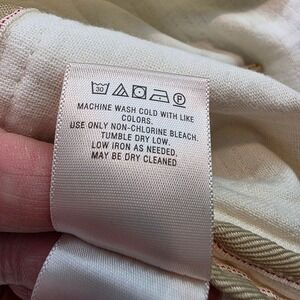 30 P
MACHINE WASH COLD WITH LIKE
COLORS.
USE ONLY NON-CHLORINE BLEACH.
TUMBLE DRY LOW.
LOW IRON AS NEEDED.
MAY BE DRY CLEANED